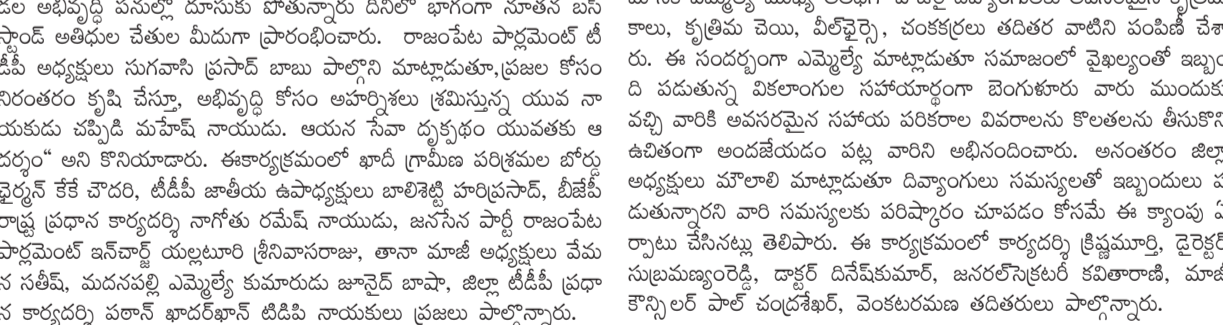 డల అభివృద్ధి పనుల్లో దూసుకు పోతున్నారు దీనిలో భాగంగా నూతన బస్
స్టాండ్ అతిధుల చేతుల మీదుగా ప్రారంభించారు. రాజంపేట పార్లమెంట్ టీ
డీపీ అధ్యక్షులు సుగవాసి ప్రసాద్ బాబు పాల్గొని మాట్లాడుతూ,ప్రజల కోసం
నిరంతరం కృషి చేస్తూ, అభివృద్ధి కోసం అహర్నిశలు శ్రమిస్తున్న యువ నా
యకుడు చప్పిడి మహేష్ నాయుడు. ఆయన సేవా దృక్పథం యువతకు ఆ
దర్శం“ అని కొనియాడారు. ఈకార్యక్రమంలో ఖాదీ గ్రామీణ పరిశ్రమల బోర్డు
ఛైర్మన్ కేకే చౌదరి, టీడీపీ జాతీయ ఉపాధ్యక్షులు బాలిశెట్టి హరిప్రసాద్, బీజేపీ
రాష్ట్ర ప్రధాన కార్యదర్శి నాగోతు రమేష్ నాయుడు, జనసేన పార్టీ రాజంపేట
పార్లమెంట్ ఇన్‌చార్జ్ యల్లటూరి శ్రీనివాసరాజు, తానా మాజీ అధ్యక్షులు వేమ
న సతీష్, మదనపల్లి ఎమ్మెల్యే కుమారుడు జూనైద్ బాషా, జిల్లా టీడీపీ ప్రధా
న కార్యదర్శి పఠాన్ ఖాదర్‌ఖాన్ టిడిపి నాయకులు ప్రజలు పాల్గొన్నారు.
కాలు, కృత్రిమ చెయి, వీల్‌ఛైర్సె, చంకకర్రలు తదితర వాటిని పంపిణీ చేశా
రు. ఈ సందర్భంగా ఎమ్మెల్యే మాట్లాడుతూ సమాజంలో వైఖల్యంతో ఇబ్బం
ది పడుతున్న వికలాంగుల సహాయార్థంగా బెంగుళూరు వారు ముందుకు
వచ్చి వారికి అవసరమైన సహాయ పరికరాల వివరాలను కొలతలను తీసుకొని
ఉచితంగా అందజేయడం పట్ల వారిని అభినందించారు. అనంతరం జిల్లా
అధ్యక్షులు మౌలాలి మాట్లాడుతూ దివ్యాంగులు సమస్యలతో ఇబ్బందులు ప
డుతున్నారని వారి సమస్యలకు పరిష్కారం చూపడం కోసమే ఈ క్యాంపు ఏ
ర్పాటు చేసినట్లు తెలిపారు. ఈ కార్యక్రమంలో కార్యదర్శి క్రిష్ణమూర్తి, డైరెక్టర్
సుబ్రమణ్యంరెడ్డి, డాక్టర్ దినేష్‌కుమార్, జనరల్‌సెక్రటరీ కవితారాణి, మాజీ
కౌన్సిలర్ పాల్ చంద్రశేఖర్, వెంకటరమణ తదితరులు పాల్గొన్నారు.